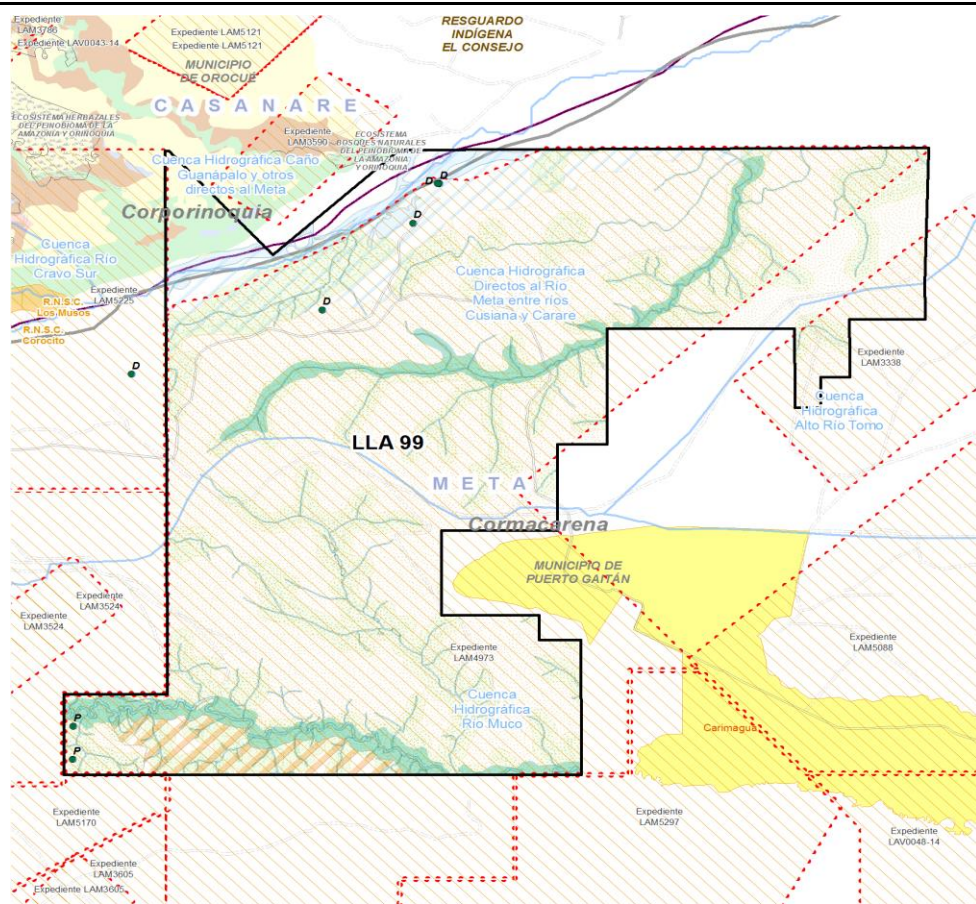 Expediente
LAM3786
Expediente LAV0043-14
Expediente LAM5121
Expediente LAM5121
MUNICIPIO
DE OROCUÉ
RESGUARDO
INDÍGENA
EL CONSEJO
CASANARE
ECOSISTEMA HERBAZALES
DEL PEINOBIOMA DE LA
AMAZONIA Y ORINOQUIA
Expediente
LAM3590
ECOSISTEMA
BOSQUES NATURALES
DEL PEINOBIOMA DE
LA AMAZONIA
Y ORINOQUIA
Cuenca Hidrográfica Caño
Guanápalo y otros
directos al Meta
Corporinoquia
D D
D
Cuenca
Hidrográfica Río
Cravo Sur
Expediente
LAM5225
R.N.S.C.
Los Musos
R.N.S.C.
Corocito
Cuenca Hidrográfica
Directos al Río
Meta entre ríos
Cusiana y Carare
D
D
Expediente
LAM3338
Cuenca
Hidrográfica
Alto Río Tomo
LLA 99
META
Cormacarena
MUNICIPIO DE
PUERTO GAITÁN
Expediente
LAM3524
Expediente
LAM3524
Expediente
LAM4973
Expediente
LAM5088
Cuenca
Hidrográfica
Río Muco
Carimagua
P
P
Expediente
LAM5170
Expediente
LAM5297
Expediente
LAV0048-14
Expediente
LAM3605
Expediente LAM3605